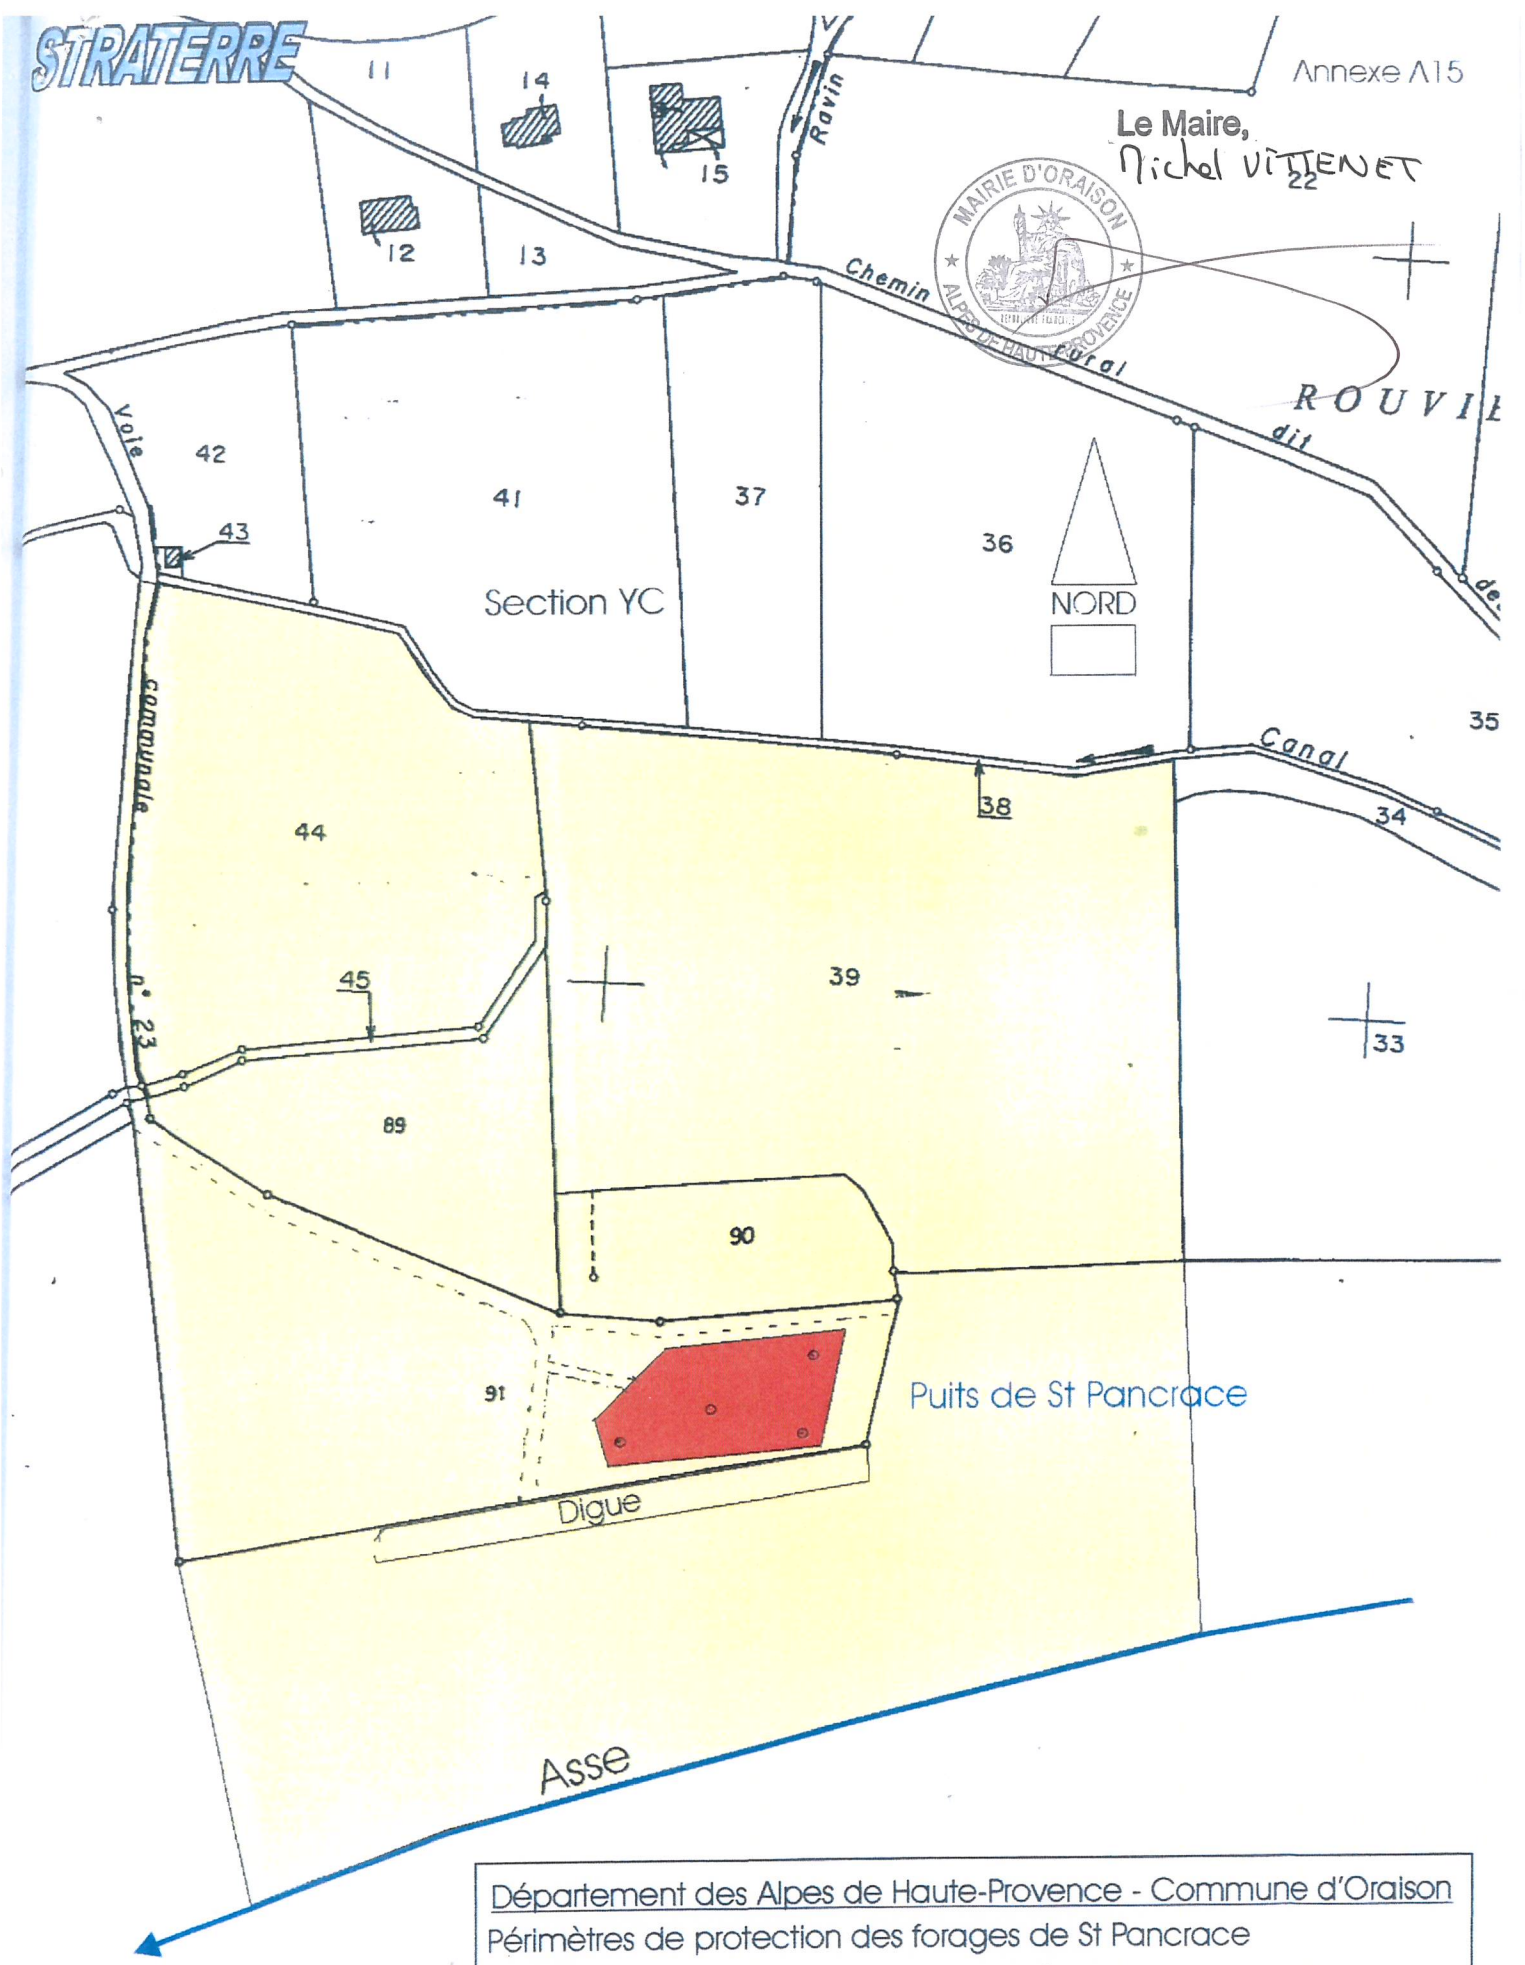 STRATERRE
Annexe A15
Le Maire,
Michel VITTENET
22
MAIRIE D'ORAISON
ALPES DE HAUTE PROVENCE
11
14
15
Ravin
12
13
Chemin
rural
dit
de
ROUVIE
Voie
42
41
37
36
43
Section YC
NORD
35
Canal
34
38
communale
44
45
39
33
n° 23
89
90
91
Puits de St Pancrace
Digue
Asse
Département des Alpes de Haute-Provence - Commune d'Oraison
Périmètres de protection des forages de St Pancrace